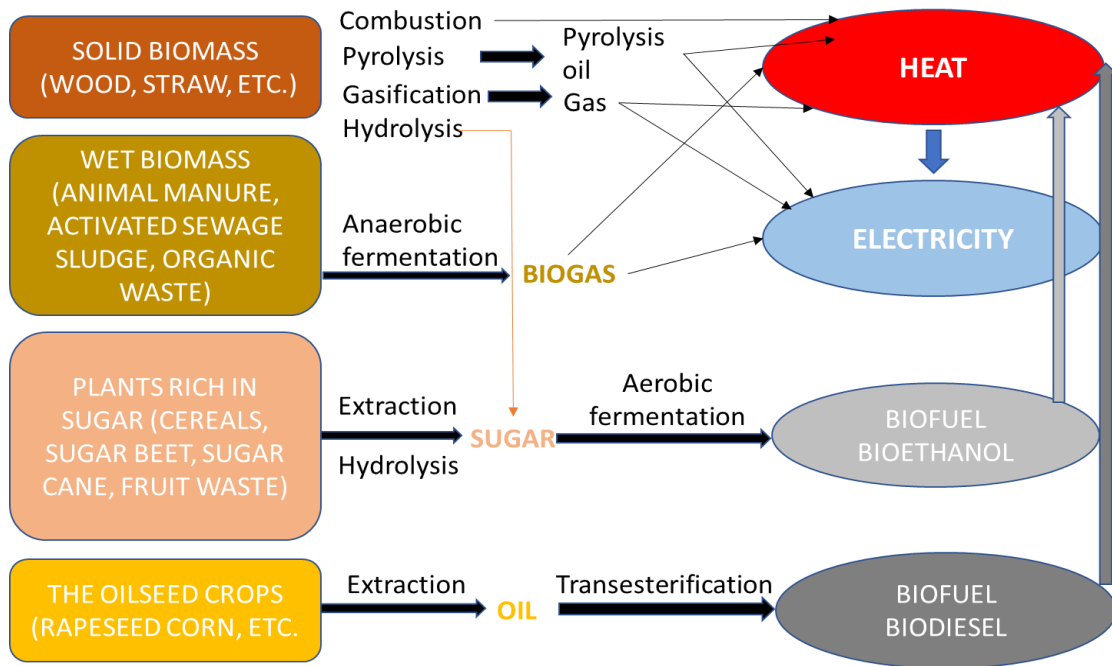 SOLID BIOMASS
(WOOD, STRAW, ETC.)
Combustion
Pyrolysis
Gasification
Hydrolysis
Pyrolysis
oil
Gas
HEAT
WET BIOMASS
(ANIMAL MANURE,
ACTIVATED SEWAGE
SLUDGE, ORGANIC
WASTE)
Anaerobic
fermentation
BIOGAS
ELECTRICITY
PLANTS RICH IN
SUGAR (CEREALS,
SUGAR BEET, SUGAR
CANE, FRUIT WASTE)
Extraction
Hydrolysis
SUGAR
Aerobic
fermentation
BIOFUEL
BIOETHANOL
THE OILSEED CROPS
(RAPESEED CORN, ETC.
Extraction
OIL
Transesterification
BIOFUEL
BIODIESEL